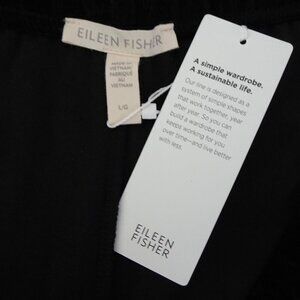 EILEEN FISHER
MADE IN
VIETNAM
FABRIQUÉ
AU
VIETNAM
L/G
A simple wardrobe.
A sustainable life.
Our line is designed as a
system of simple shapes
that work together, year
after year. So you can
build a wardrobe that
keeps working for you
over time—and live better
with less.
EILEEN
FISHER